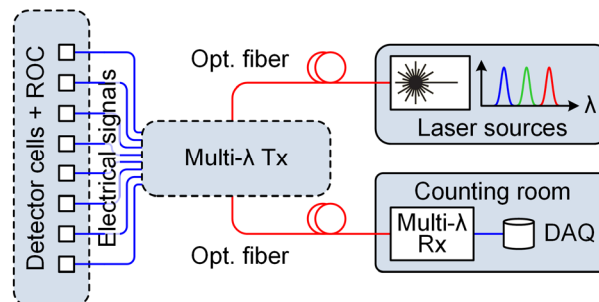 Detector cells + ROC
Electrical signals
Opt. fiber
Multi-λ Tx
Opt. fiber
λ
Laser sources
Counting room
Multi-λ
Rx
DAQ